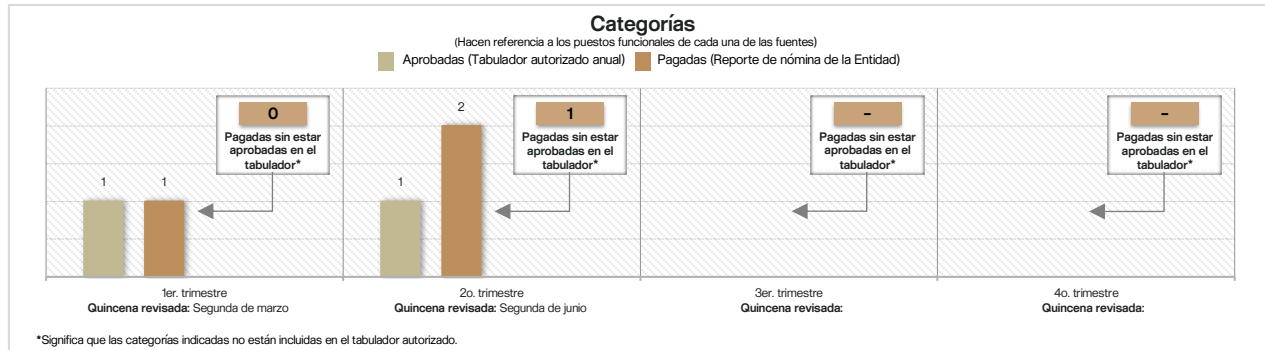 Categorías
(Hacen referencia a los puestos funcionales de cada una de las fuentes)
Aprobadas (Tabulador autorizado anual) Pagadas (Reporte de nómina de la Entidad)
0
Pagadas sin estar
aprobadas en el
tabulador*
1
1
1er. trimestre
Quincena revisada: Segunda de marzo
1
Pagadas sin estar
aprobadas en el
tabulador*
1
2
2o. trimestre
Quincena revisada: Segunda de junio
-
Pagadas sin estar
aprobadas en el
tabulador*
3er. trimestre
Quincena revisada:
-
Pagadas sin estar
aprobadas en el
tabulador*
4o. trimestre
Quincena revisada:
*Significa que las categorías indicadas no están incluidas en el tabulador autorizado.